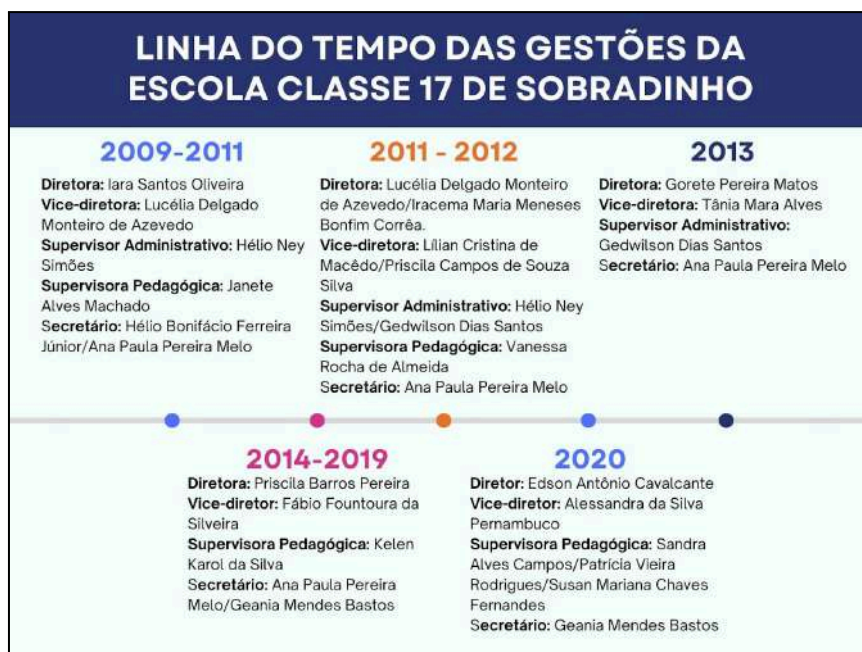 LINHA DO TEMPO DAS GESTÕES DA
ESCOLA CLASSE 17 DE SOBRADINHO
2009-2011
Diretora: Iara Santos Oliveira
Vice-diretora: Lucélia Delgado
Monteiro de Azevedo
Supervisor Administrativo: Hélio Ney
Simões
Supervisora Pedagógica: Janete
Alves Machado
Secretário: Hélio Bonifácio Ferreira
Júnior/Ana Paula Pereira Melo
2011 - 2012
Diretora: Lucélia Delgado Monteiro
de Azevedo/Iracema Maria Meneses
Bonfim Corrêa.
Vice-diretora: Lílian Cristina de
Macêdo/Priscila Campos de Souza
Silva
Supervisor Administrativo: Hélio Ney
Simões/Gedwilson Dias Santos
Supervisora Pedagógica: Vanessa
Rocha de Almeida
Secretário: Ana Paula Pereira Melo
2013
Diretora: Gorete Pereira Matos
Vice-diretora: Tânia Mara Alves
Supervisor Administrativo:
Gedwilson Dias Santos
Secretário: Ana Paula Pereira Melo
2014-2019
Diretora: Priscila Barros Pereira
Vice-diretor: Fábio Fountoura da
Silveira
Supervisora Pedagógica: Kelen
Karol da Silva
Secretário: Ana Paula Pereira
Melo/Geania Mendes Bastos
2020
Diretor: Edson Antônio Cavalcante
Vice-diretor: Alessandra da Silva
Pernambuco
Supervisora Pedagógica: Sandra
Alves Campos/Patrícia Vieira
Rodrigues/Susan Mariana Chaves
Fernandes
Secretário: Geania Mendes Bastos